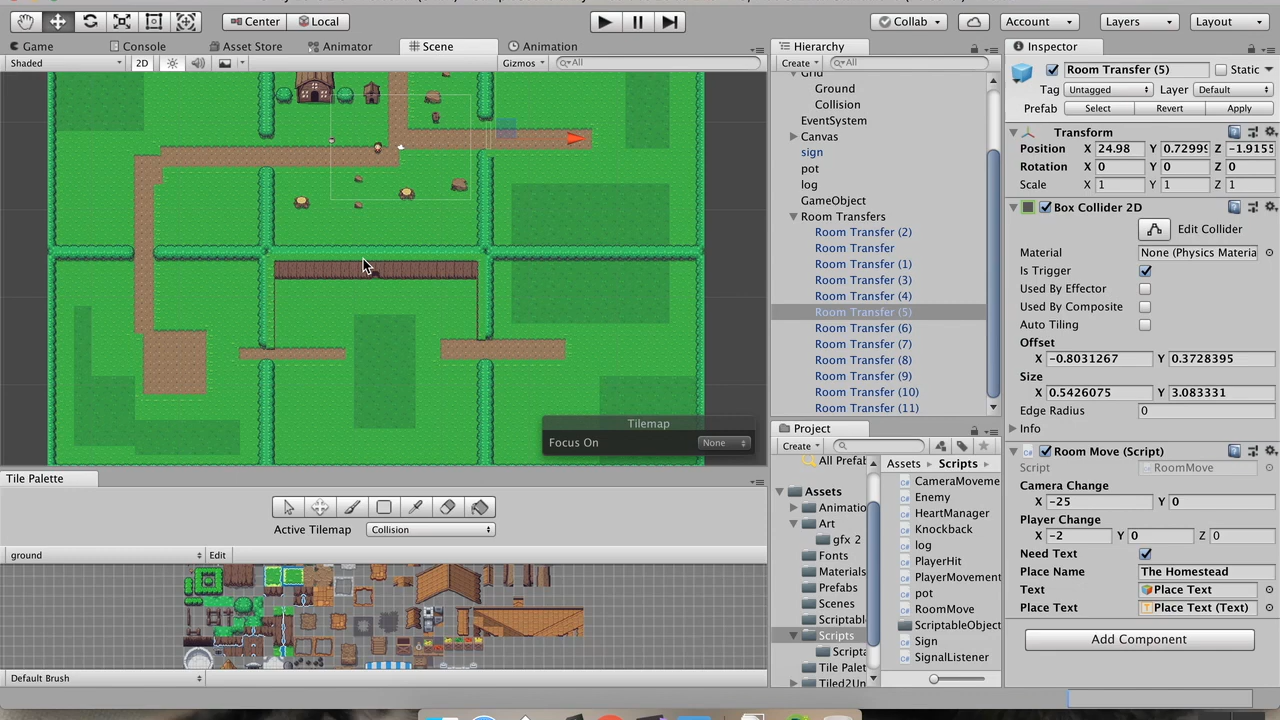 Center Local Collab Account Layers Layout
Game Console Asset Store Animator Scene Animation
Shaded 2D Gizmos All
Tilemap
Focus On None
Tile Palette
Active Tilemap Collision
ground Edit
Default Brush
Hierarchy
Create All
Grid
Ground
Collision
EventSystem
Canvas
sign
pot
log
GameObject
Room Transfers
Room Transfer (2)
Room Transfer
Room Transfer (1)
Room Transfer (3)
Room Transfer (4)
Room Transfer (5)
Room Transfer (6)
Room Transfer (7)
Room Transfer (8)
Room Transfer (9)
Room Transfer (10)
Room Transfer (11)
Project
Create
All Prefab
Assets
Animatio
Art
gfx 2
Fonts
Materials
Prefabs
Scenes
Scriptabl
Scripts
Scripta
Tile Palet
Tiled2Un
Assets Scripts
CameraMoveme
Enemy
HeartManager
Knockback
log
PlayerHit
PlayerMovement
pot
RoomMove
ScriptableObject
Sign
SignalListener
Inspector
Room Transfer (5) Static
Tag Untagged Layer Default
Prefab Select Revert Apply
Transform
Position X 24.98 Y 0.72999 Z -1.9155
Rotation X 0 Y 0 Z 0
Scale X 1 Y 1 Z 1
Box Collider 2D
Edit Collider
Material None (Physics Materia
Is Trigger
Used By Effector
Used By Composite
Auto Tiling
Offset
X -0.8031267 Y 0.3728395
Size
X 0.5426075 Y 3.083331
Edge Radius 0
Info
Room Move (Script)
Script RoomMove
Camera Change
X -25 Y 0
Player Change
X -2 Y 0 Z 0
Need Text
Place Name The Homestead
Text Place Text
Place Text Place Text (Text)
Add Component